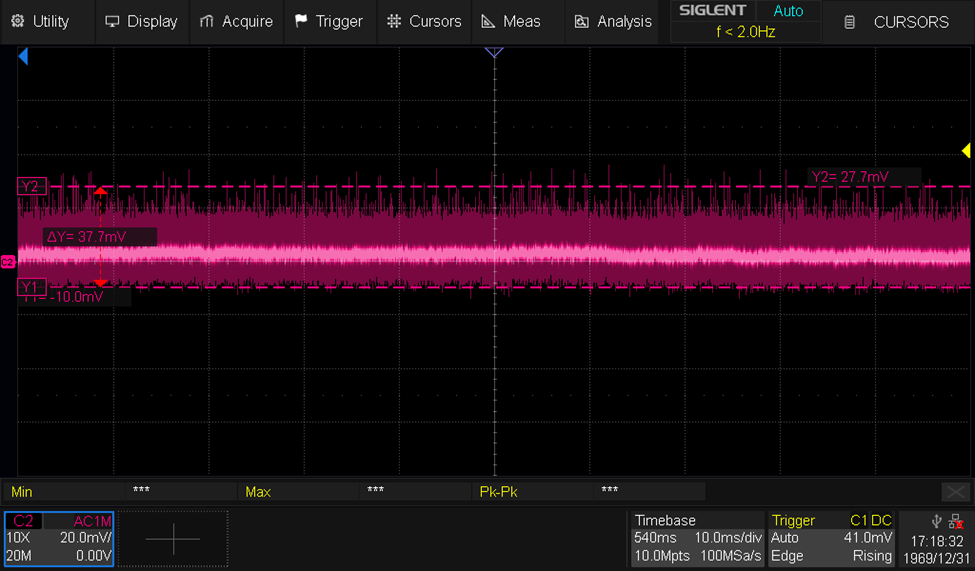 Utility Display Acquire Trigger Cursors Meas Analysis SIGLENT Auto CURSORS
f < 2.0Hz
Y2 Y2= 27.7mV
ΔY= 37.7mV
C2
Y1
Y1= -10.0mV
Min *** Max *** Pk-Pk ***
C2 AC1M
10X 20.0mV/
20M 0.00V
Timebase
540ms 10.0ms/div
10.0Mpts 100MSa/s
Trigger C1 DC
Auto 41.0mV
Edge Rising
17:18:32
1969/12/31